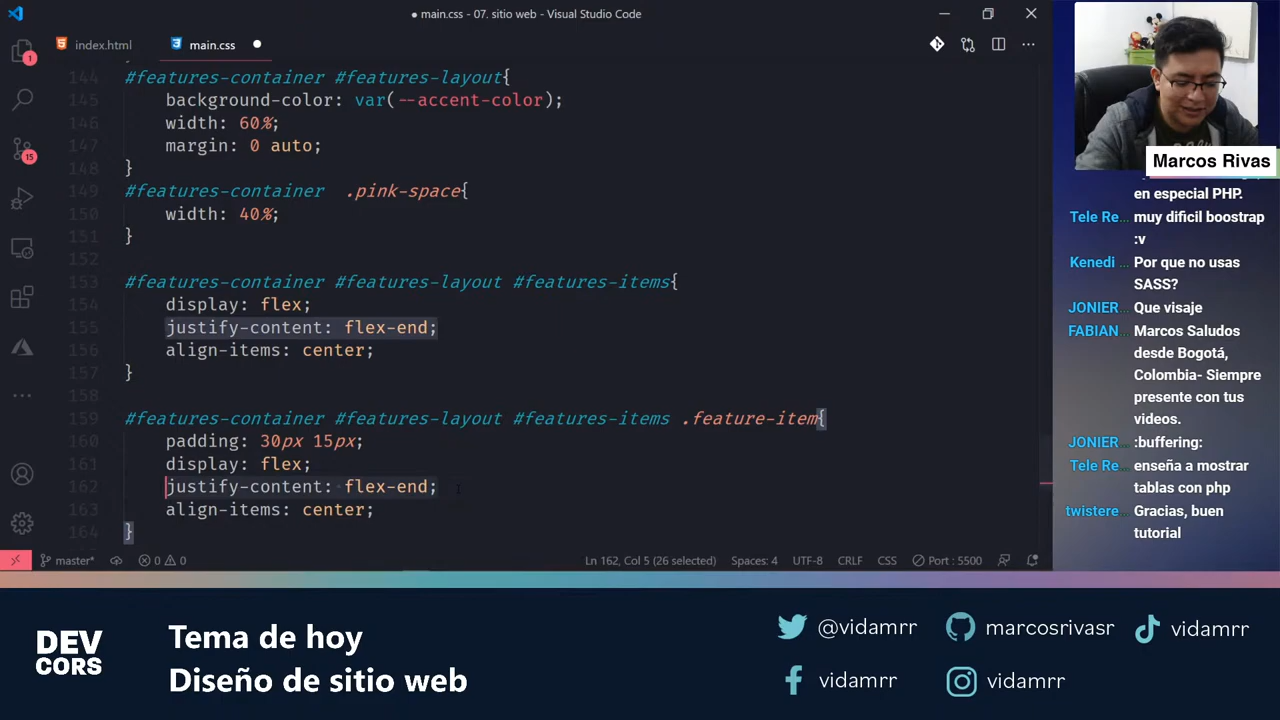 main.css - 07. sitio web - Visual Studio Code
index.html
main.css
1
15
144 #features-container #features-layout{
145 background-color: var(--accent-color);
146 width: 60%;
147 margin: 0 auto;
148 }
149 #features-container .pink-space{
150 width: 40%;
151 }
152
153 #features-container #features-layout #features-items{
154 display: flex;
155 justify-content: flex-end;
156 align-items: center;
157 }
158
159 #features-container #features-layout #features-items .feature-item{
160 padding: 30px 15px;
161 display: flex;
162 justify-content: flex-end;
163 align-items: center;
164 }
master* 0 0 Ln 162, Col 5 (26 selected) Spaces: 4 UTF-8 CRLF CSS Port : 5500
Marcos Rivas
en especial PHP.
Tele Re... muy dificil boostrap
:v
Kenedi ... Por que no usas
SASS?
JONIER... Que visaje
FABIAN... Marcos Saludos
desde Bogotá,
Colombia- Siempre
presente con tus
videos.
JONIER... :buffering:
Tele Re... enseña a mostrar
tablas con php
twistere... Gracias, buen
tutorial
DEV
CORS
Tema de hoy
Diseño de sitio web
@vidamrr
marcosrivasr
vidamrr
vidamrr
vidamrr